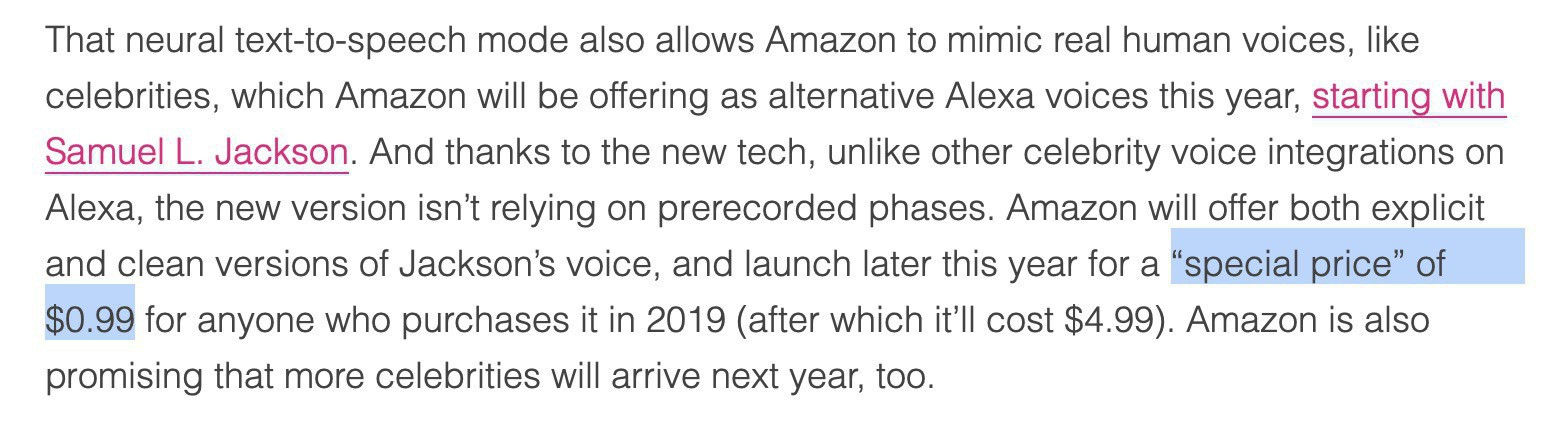 That neural text-to-speech mode also allows Amazon to mimic real human voices, like
celebrities, which Amazon will be offering as alternative Alexa voices this year, starting with
Samuel L. Jackson. And thanks to the new tech, unlike other celebrity voice integrations on
Alexa, the new version isn’t relying on prerecorded phases. Amazon will offer both explicit
and clean versions of Jackson’s voice, and launch later this year for a “special price” of
$0.99 for anyone who purchases it in 2019 (after which it’ll cost $4.99). Amazon is also
promising that more celebrities will arrive next year, too.